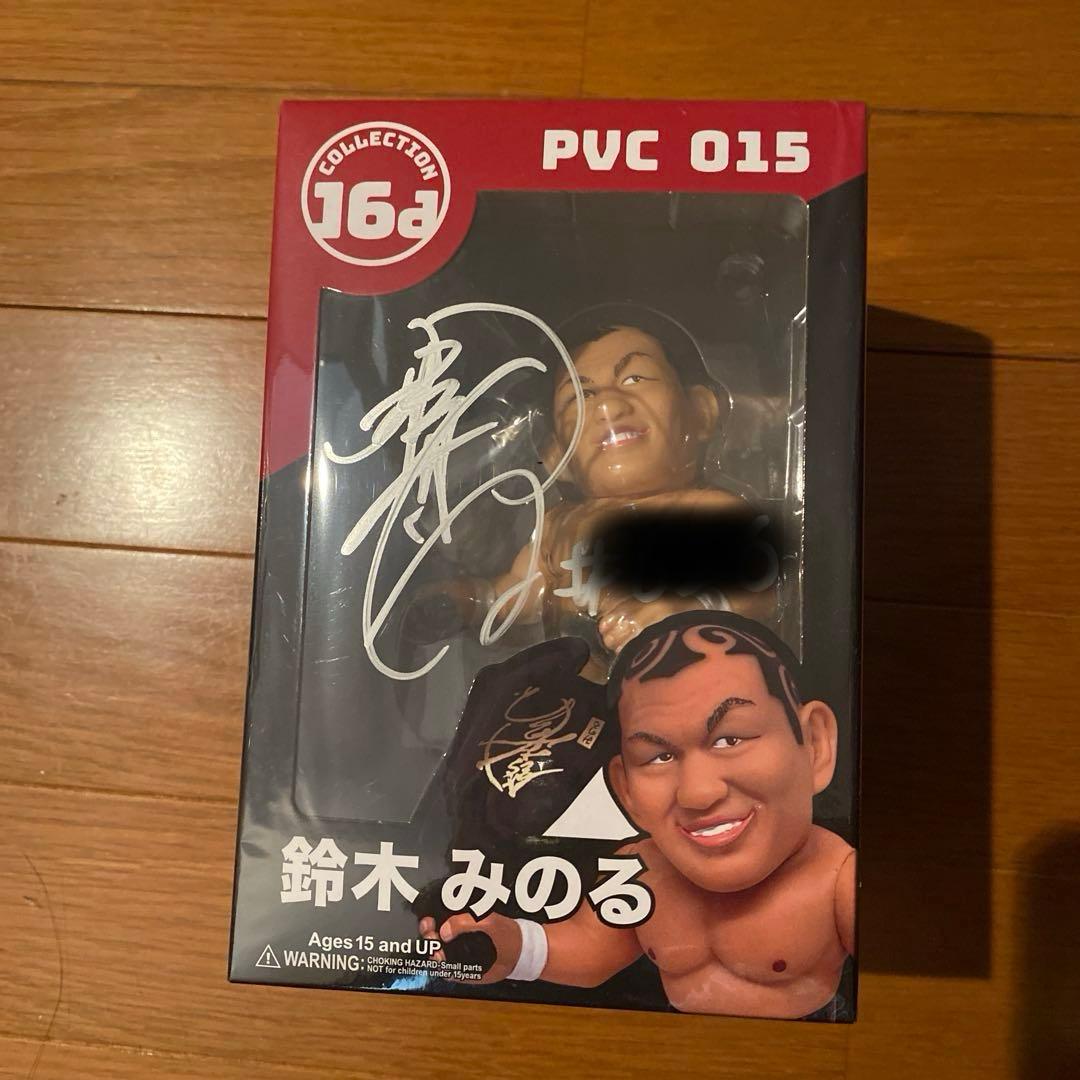 COLLECTION
16d
PVC 015
#
鈴木 みのる
Ages 15 and UP
WARNING: CHOKING HAZARD-Small parts
NOT for children under 15years